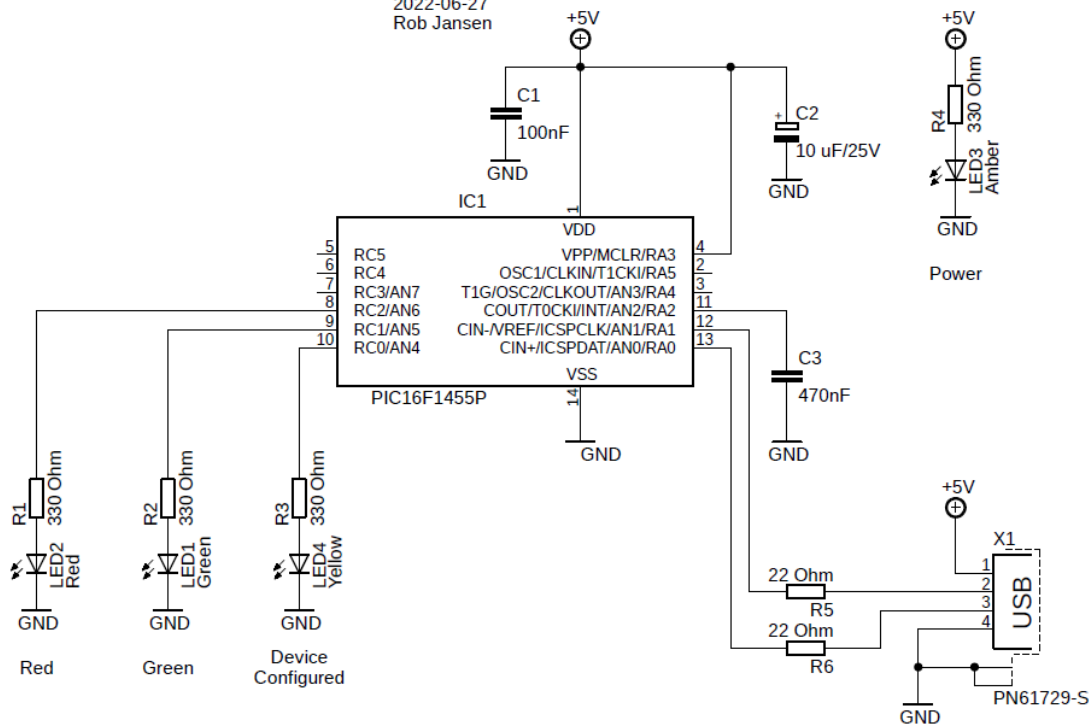 2022-06-27
Rob Jansen
+5V
+5V
C1
100nF
GND
+
C2
10 uF/25V
GND
R4
330 Ohm
LED3
Amber
GND
Power
IC1
1
VDD
5
RC5
VPP/MCLR/RA3
4
6
RC4
OSC1/CLKIN/T1CKI/RA5
2
7
RC3/AN7
T1G/OSC2/CLKOUT/AN3/RA4
3
8
RC2/AN6
COUT/T0CKI/INT/AN2/RA2
11
9
RC1/AN5
CIN-/VREF/ICSPCLK/AN1/RA1
12
10
RC0/AN4
CIN+/ICSPDAT/AN0/RA0
13
VSS
14
PIC16F1455P
GND
C3
470nF
GND
R1
330 Ohm
LED2
Red
GND
Red
R2
330 Ohm
LED1
Green
GND
Green
R3
330 Ohm
LED4
Yellow
GND
Device
Configured
+5V
X1
1
2
3
4
USB
22 Ohm
R5
22 Ohm
R6
PN61729-S
GND